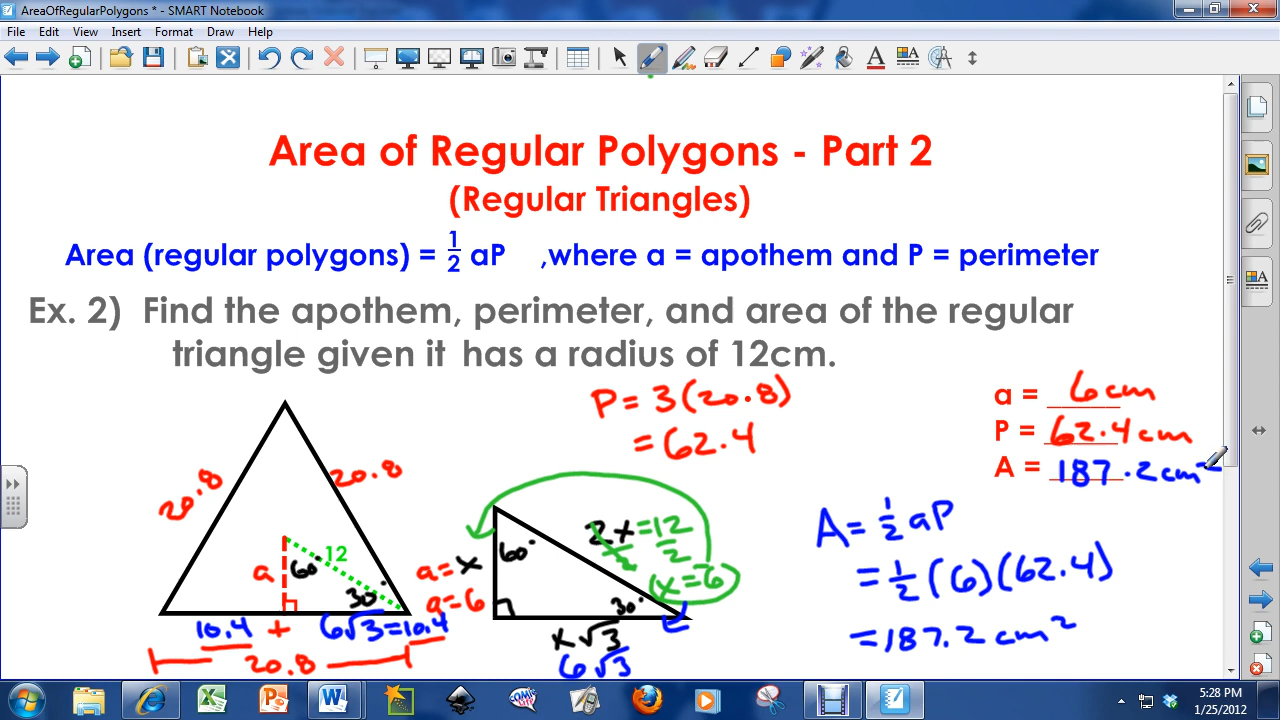 AreaOfRegularPolygons * - SMART Notebook
File Edit View Insert Format Draw Help
Area of Regular Polygons - Part 2
(Regular Triangles)
Area (regular polygons) = 1/2 aP ,where a = apothem and P = perimeter
Ex. 2) Find the apothem, perimeter, and area of the regular
triangle given it has a radius of 12cm.
P = 3(20.8)
= 62.4
a = 6cm
P = 62.4cm
A = 187.2cm²
20.8
20.8
12
a
60°
30°
10.4 + 6√3=10.4
20.8
a=x
a=6
60°
30°
2x=12
2 2
(x=6)
x√3
6√3
A= 1/2 aP
= 1/2 (6)(62.4)
=187.2 cm²
5:28 PM
1/25/2012